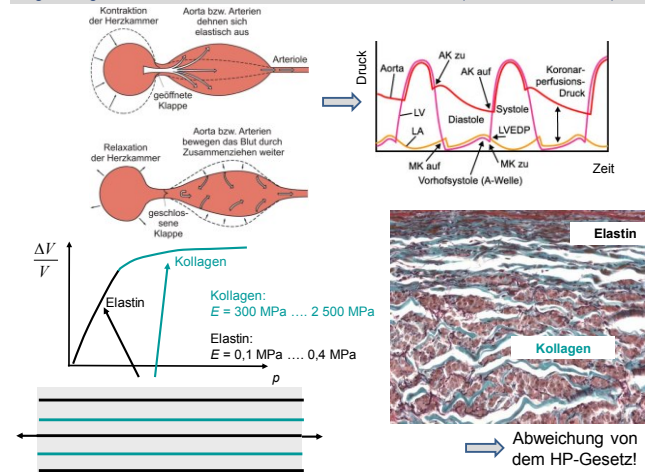 Kontraktion
der Herzkammer
Aorta bzw. Arterien
dehnen sich
elastisch aus
Arteriole
geöffnete
Klappe
Relaxation
der Herzkammer
Aorta bzw. Arterien
bewegen das Blut durch
Zusammenziehen weiter
geschlos-
sene
Klappe
Druck
Aorta
AK zu
AK auf
Koronar-
perfusions-
Druck
Systole
Diastole
LV
LA
LVEDP
MK auf
MK zu
Vorhofsystole (A-Welle)
Zeit
ΔV
V
Kollagen
Elastin
Kollagen:
E = 300 MPa …. 2 500 MPa
Elastin:
E = 0,1 MPa …. 0,4 MPa
p
Elastin
Kollagen
Abweichung von
dem HP-Gesetz!